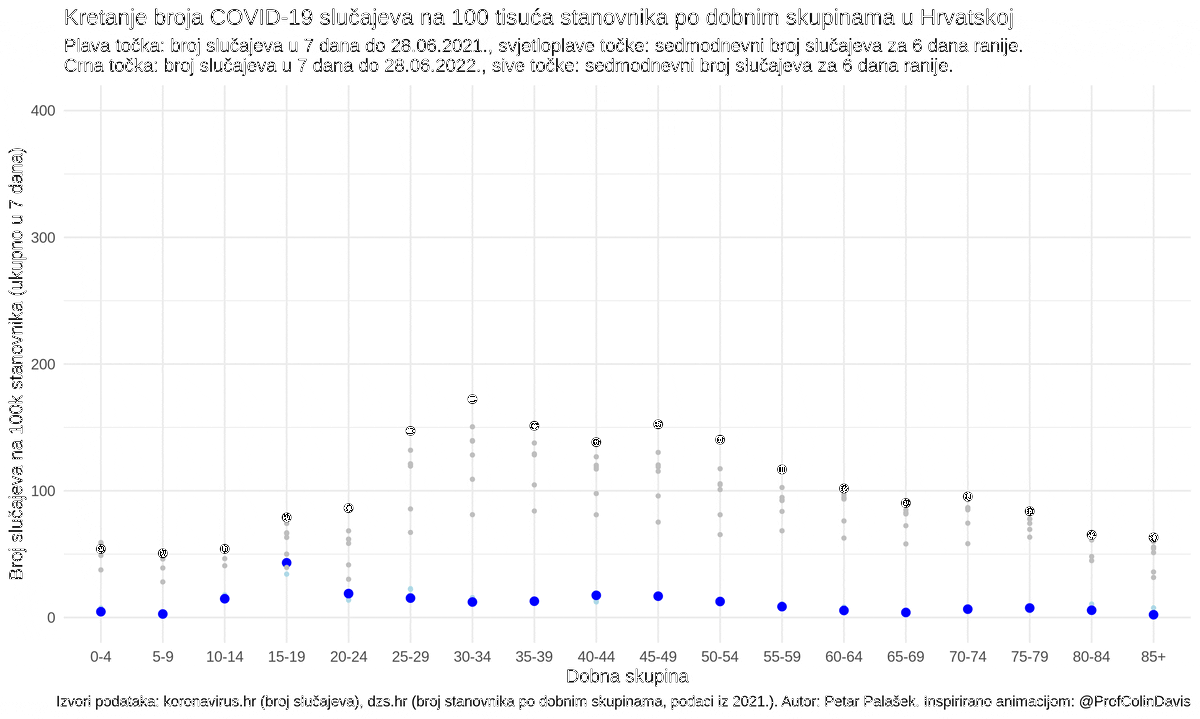 Kretanje broja COVID-19 slučajeva na 100 tisuća stanovnika po dobnim skupinama u Hrvatskoj
Plava točka: broj slučajeva u 7 dana do 28.06.2021., svjetloplave točke: sedmodnevni broj slučajeva za 6 dana ranije.
Crna točka: broj slučajeva u 7 dana do 28.06.2022., sive točke: sedmodnevni broj slučajeva za 6 dana ranije.
Broj slučajeva na 100k stanovnika (ukupno u 7 dana)
400
300
200
100
0
0-4 5-9 10-14 15-19 20-24 25-29 30-34 35-39 40-44 45-49 50-54 55-59 60-64 65-69 70-74 75-79 80-84 85+
Dobna skupina
Izvori podataka: koronavirus.hr (broj slučajeva), dzs.hr (broj stanovnika po dobnim skupinama, podaci iz 2021.). Autor: Petar Palašek. Inspirirano animacijom: @ProfColinDavis